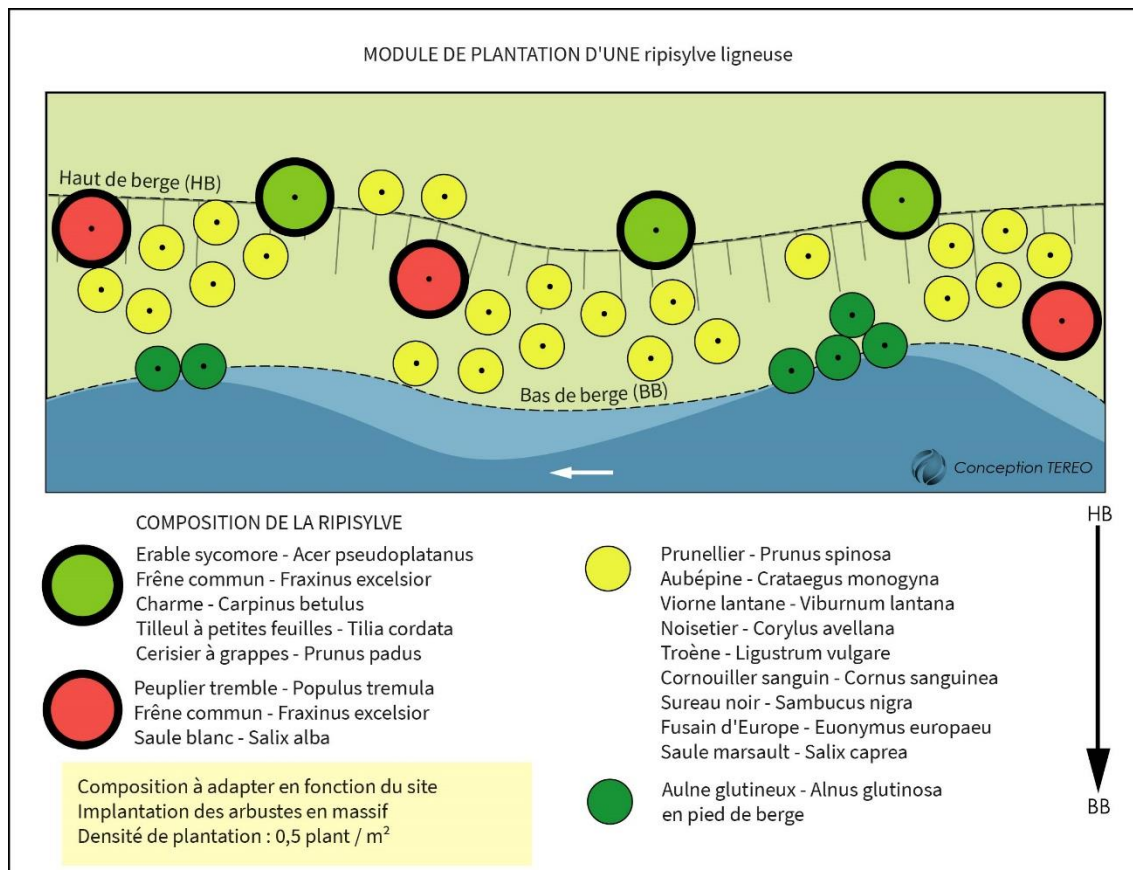 MODULE DE PLANTATION D'UNE ripisylve ligneuse
Haut de berge (HB)
Bas de berge (BB)
Conception TEREO
COMPOSITION DE LA RIPISYLVE
Erable sycomore - Acer pseudoplatanus
Frêne commun - Fraxinus excelsior
Charme - Carpinus betulus
Tilleul à petites feuilles - Tilia cordata
Cerisier à grappes - Prunus padus
Peuplier tremble - Populus tremula
Frêne commun - Fraxinus excelsior
Saule blanc - Salix alba
Composition à adapter en fonction du site
Implantation des arbustes en massif
Densité de plantation : 0,5 plant / m²
Prunellier - Prunus spinosa
Aubépine - Crataegus monogyna
Viorne lantane - Viburnum lantana
Noisetier - Corylus avellana
Troène - Ligustrum vulgare
Cornouiller sanguin - Cornus sanguinea
Sureau noir - Sambucus nigra
Fusain d'Europe - Euonymus europaeu
Saule marsault - Salix caprea
Aulne glutineux - Alnus glutinosa
en pied de berge
HB
BB